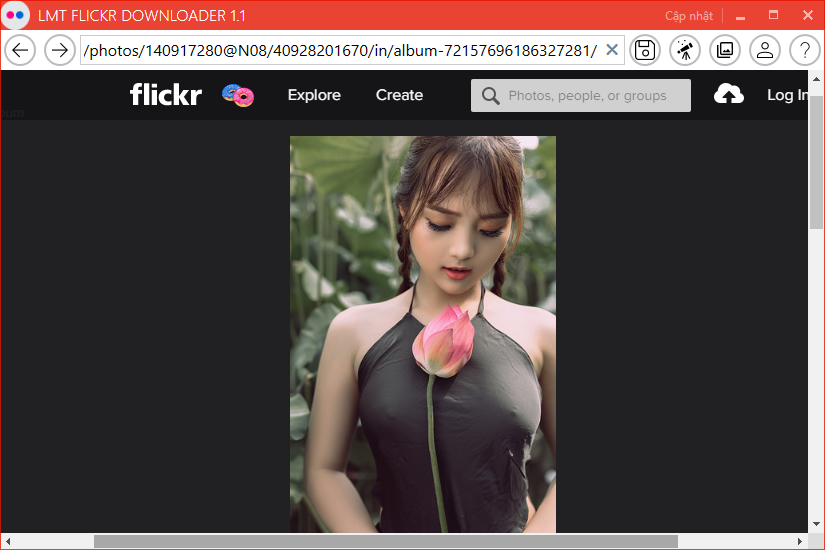 LMT FLICKR DOWNLOADER 1.1
Cập nhật
/photos/140917280@N08/40928201670/in/album-72157696186327281/
flickr
Explore
Create
Photos, people, or groups
Log In
bum